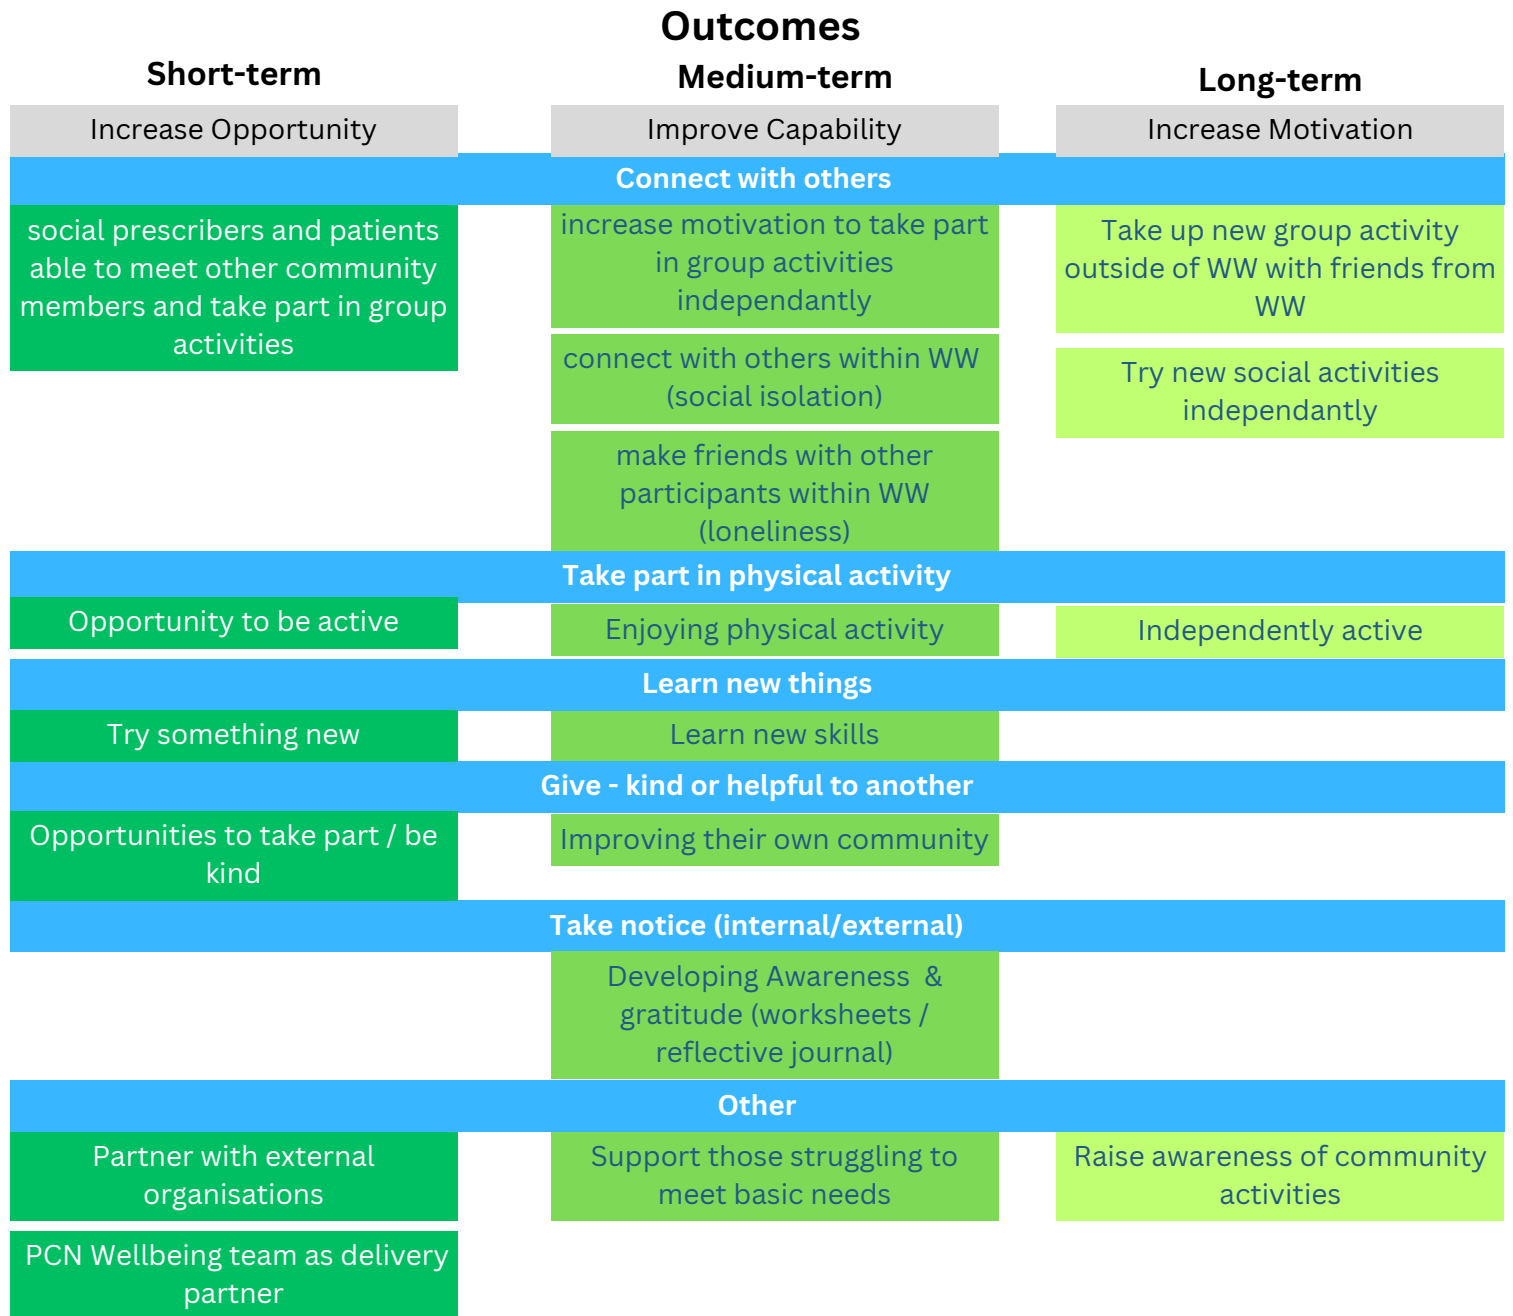 Outcomes
Short-term
Medium-term
Long-term
Increase Opportunity
Improve Capability
Increase Motivation
Connect with others
social prescribers and patients
able to meet other community
members and take part in group
activities
increase motivation to take part
in group activities
independantly
connect with others within WW
(social isolation)
make friends with other
participants within WW
(loneliness)
Take up new group activity
outside of WW with friends from
WW
Try new social activities
independantly
Take part in physical activity
Opportunity to be active
Enjoying physical activity
Independently active
Learn new things
Try something new
Learn new skills
Give - kind or helpful to another
Opportunities to take part / be
kind
Improving their own community
Take notice (internal/external)
Developing Awareness  &
gratitude (worksheets /
reflective journal)
Other
Partner with external
organisations
PCN Wellbeing team as delivery
partner
Support those struggling to
meet basic needs
Raise awareness of community
activities